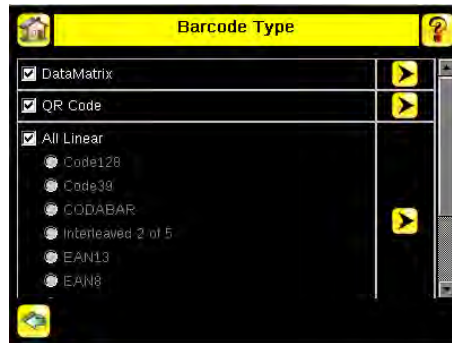 Barcode Type
?
DataMatrix
QR Code
All Linear
Code128
Code39
CODABAR
Interleaved 2 of 5
EAN13
EAN8